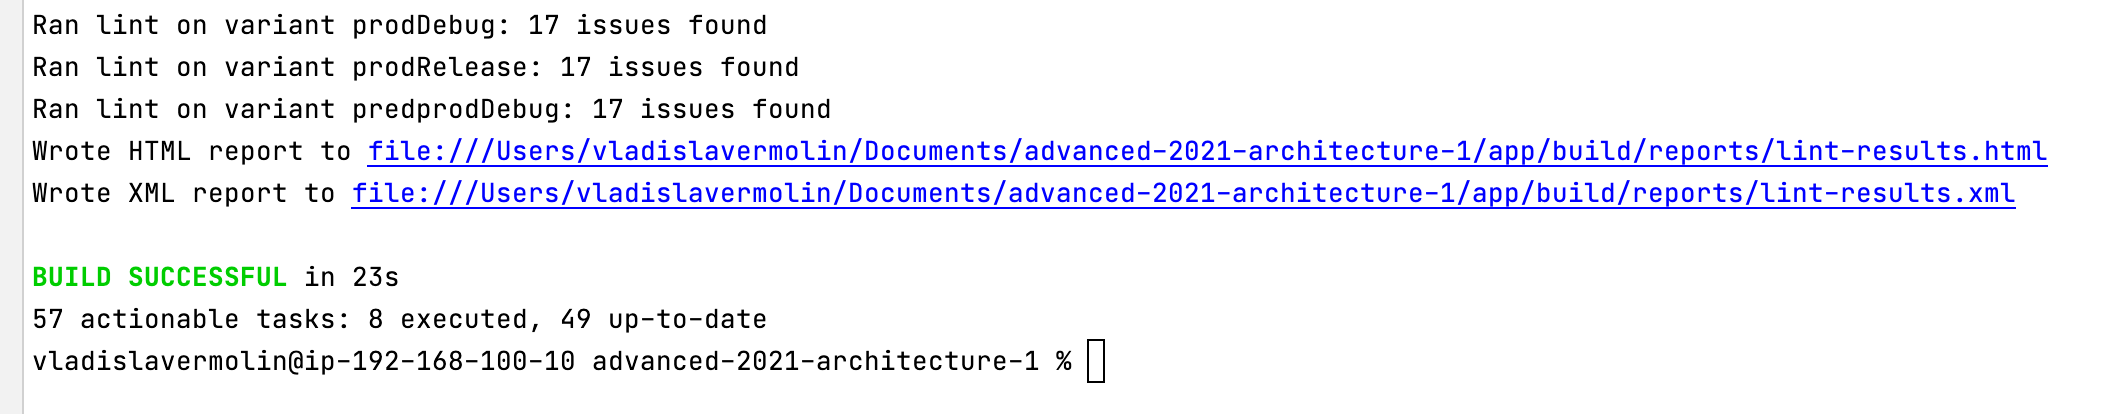 Ran lint on variant prodDebug: 17 issues found
Ran lint on variant prodRelease: 17 issues found
Ran lint on variant predprodDebug: 17 issues found
Wrote HTML report to file:///Users/vladislavermolin/Documents/advanced-2021-architecture-1/app/build/reports/lint-results.html
Wrote XML report to file:///Users/vladislavermolin/Documents/advanced-2021-architecture-1/app/build/reports/lint-results.xml
BUILD SUCCESSFUL in 23s
57 actionable tasks: 8 executed, 49 up-to-date
vladislavermolin@ip-192-168-100-10 advanced-2021-architecture-1 %